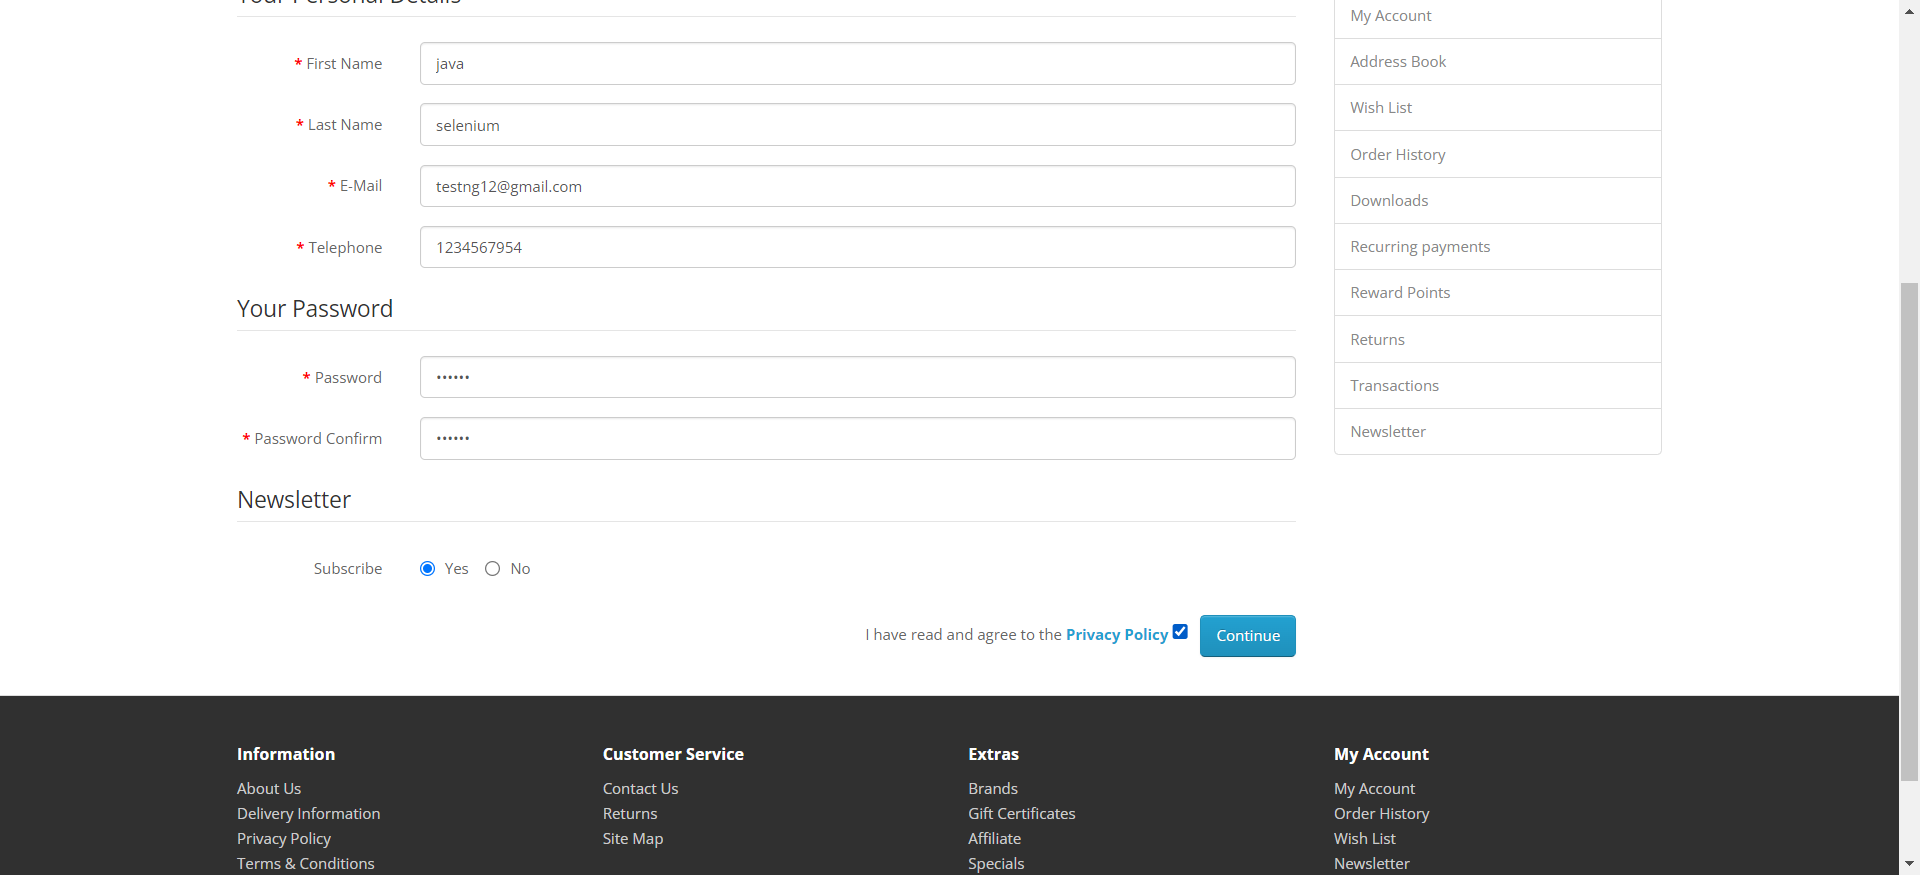 Your Personal Details
* First Name
java
* Last Name
selenium
* E-Mail
testng12@gmail.com
* Telephone
1234567954
Your Password
* Password
••••••
* Password Confirm
••••••
Newsletter
Subscribe
Yes
No
I have read and agree to the Privacy Policy
Continue
My Account
Address Book
Wish List
Order History
Downloads
Recurring payments
Reward Points
Returns
Transactions
Newsletter
Information
About Us
Delivery Information
Privacy Policy
Terms & Conditions
Customer Service
Contact Us
Returns
Site Map
Extras
Brands
Gift Certificates
Affiliate
Specials
My Account
My Account
Order History
Wish List
Newsletter